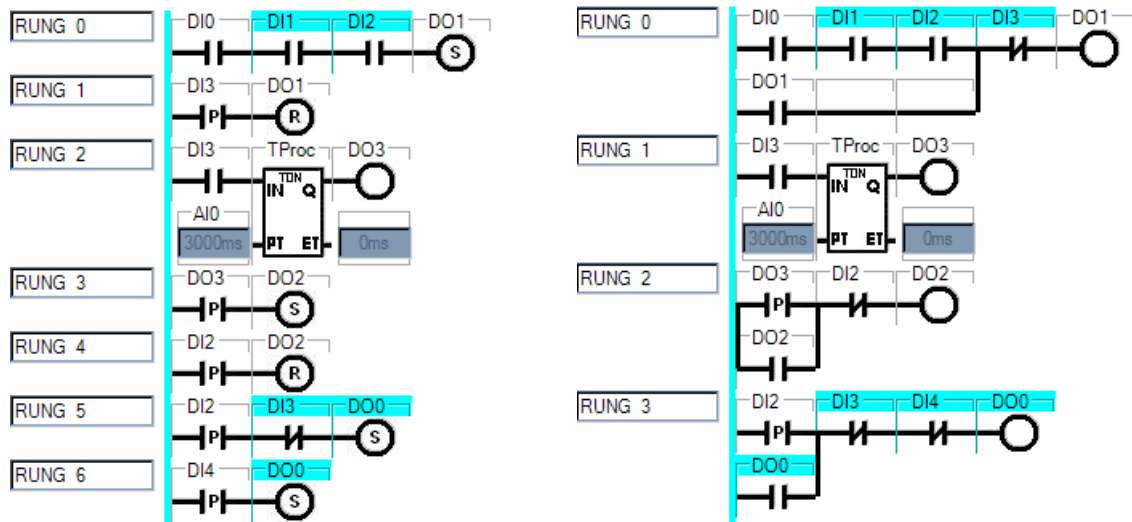 RUNG 0
DI0 DI1 DI2 DO1
S
RUNG 1
DI3 DO1
P R
RUNG 2
DI3 TProc DO3
TON
IN Q
AI0
3000ms PT ET 0ms
RUNG 3
DO3 DO2
P S
RUNG 4
DI2 DO2
P R
RUNG 5
DI2 DI3 DO0
P S
RUNG 6
DI4 DO0
P S
RUNG 0
DI0 DI1 DI2 DI3 DO1
DO1
RUNG 1
DI3 TProc DO3
TON
IN Q
AI0
3000ms PT ET 0ms
RUNG 2
DO3 DI2 DO2
P
DO2
RUNG 3
DI2 DI3 DI4 DO0
P
DO0